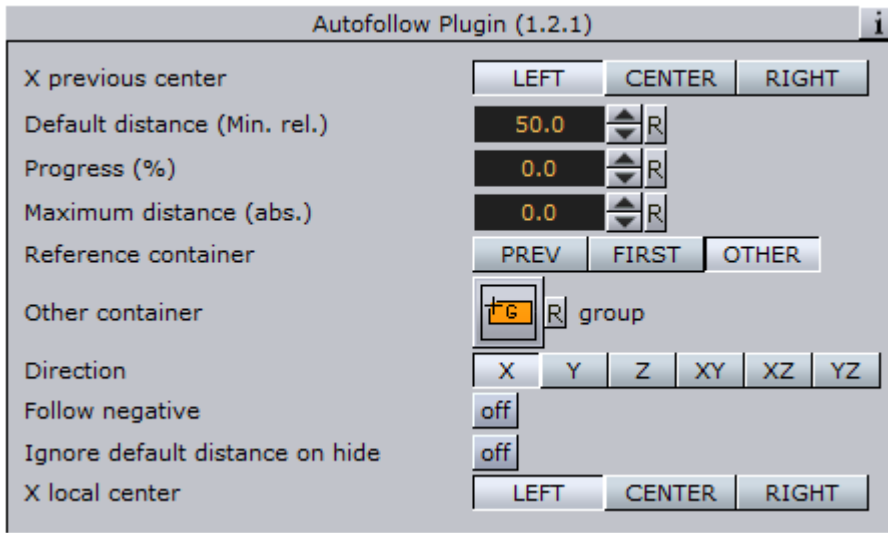 Autofollow Plugin (1.2.1) i
X previous center LEFT CENTER RIGHT
Default distance (Min. rel.) 50.0 R
Progress (%) 0.0 R
Maximum distance (abs.) 0.0 R
Reference container PREV FIRST OTHER
Other container G R group
Direction X Y Z XY XZ YZ
Follow negative off
Ignore default distance on hide off
X local center LEFT CENTER RIGHT